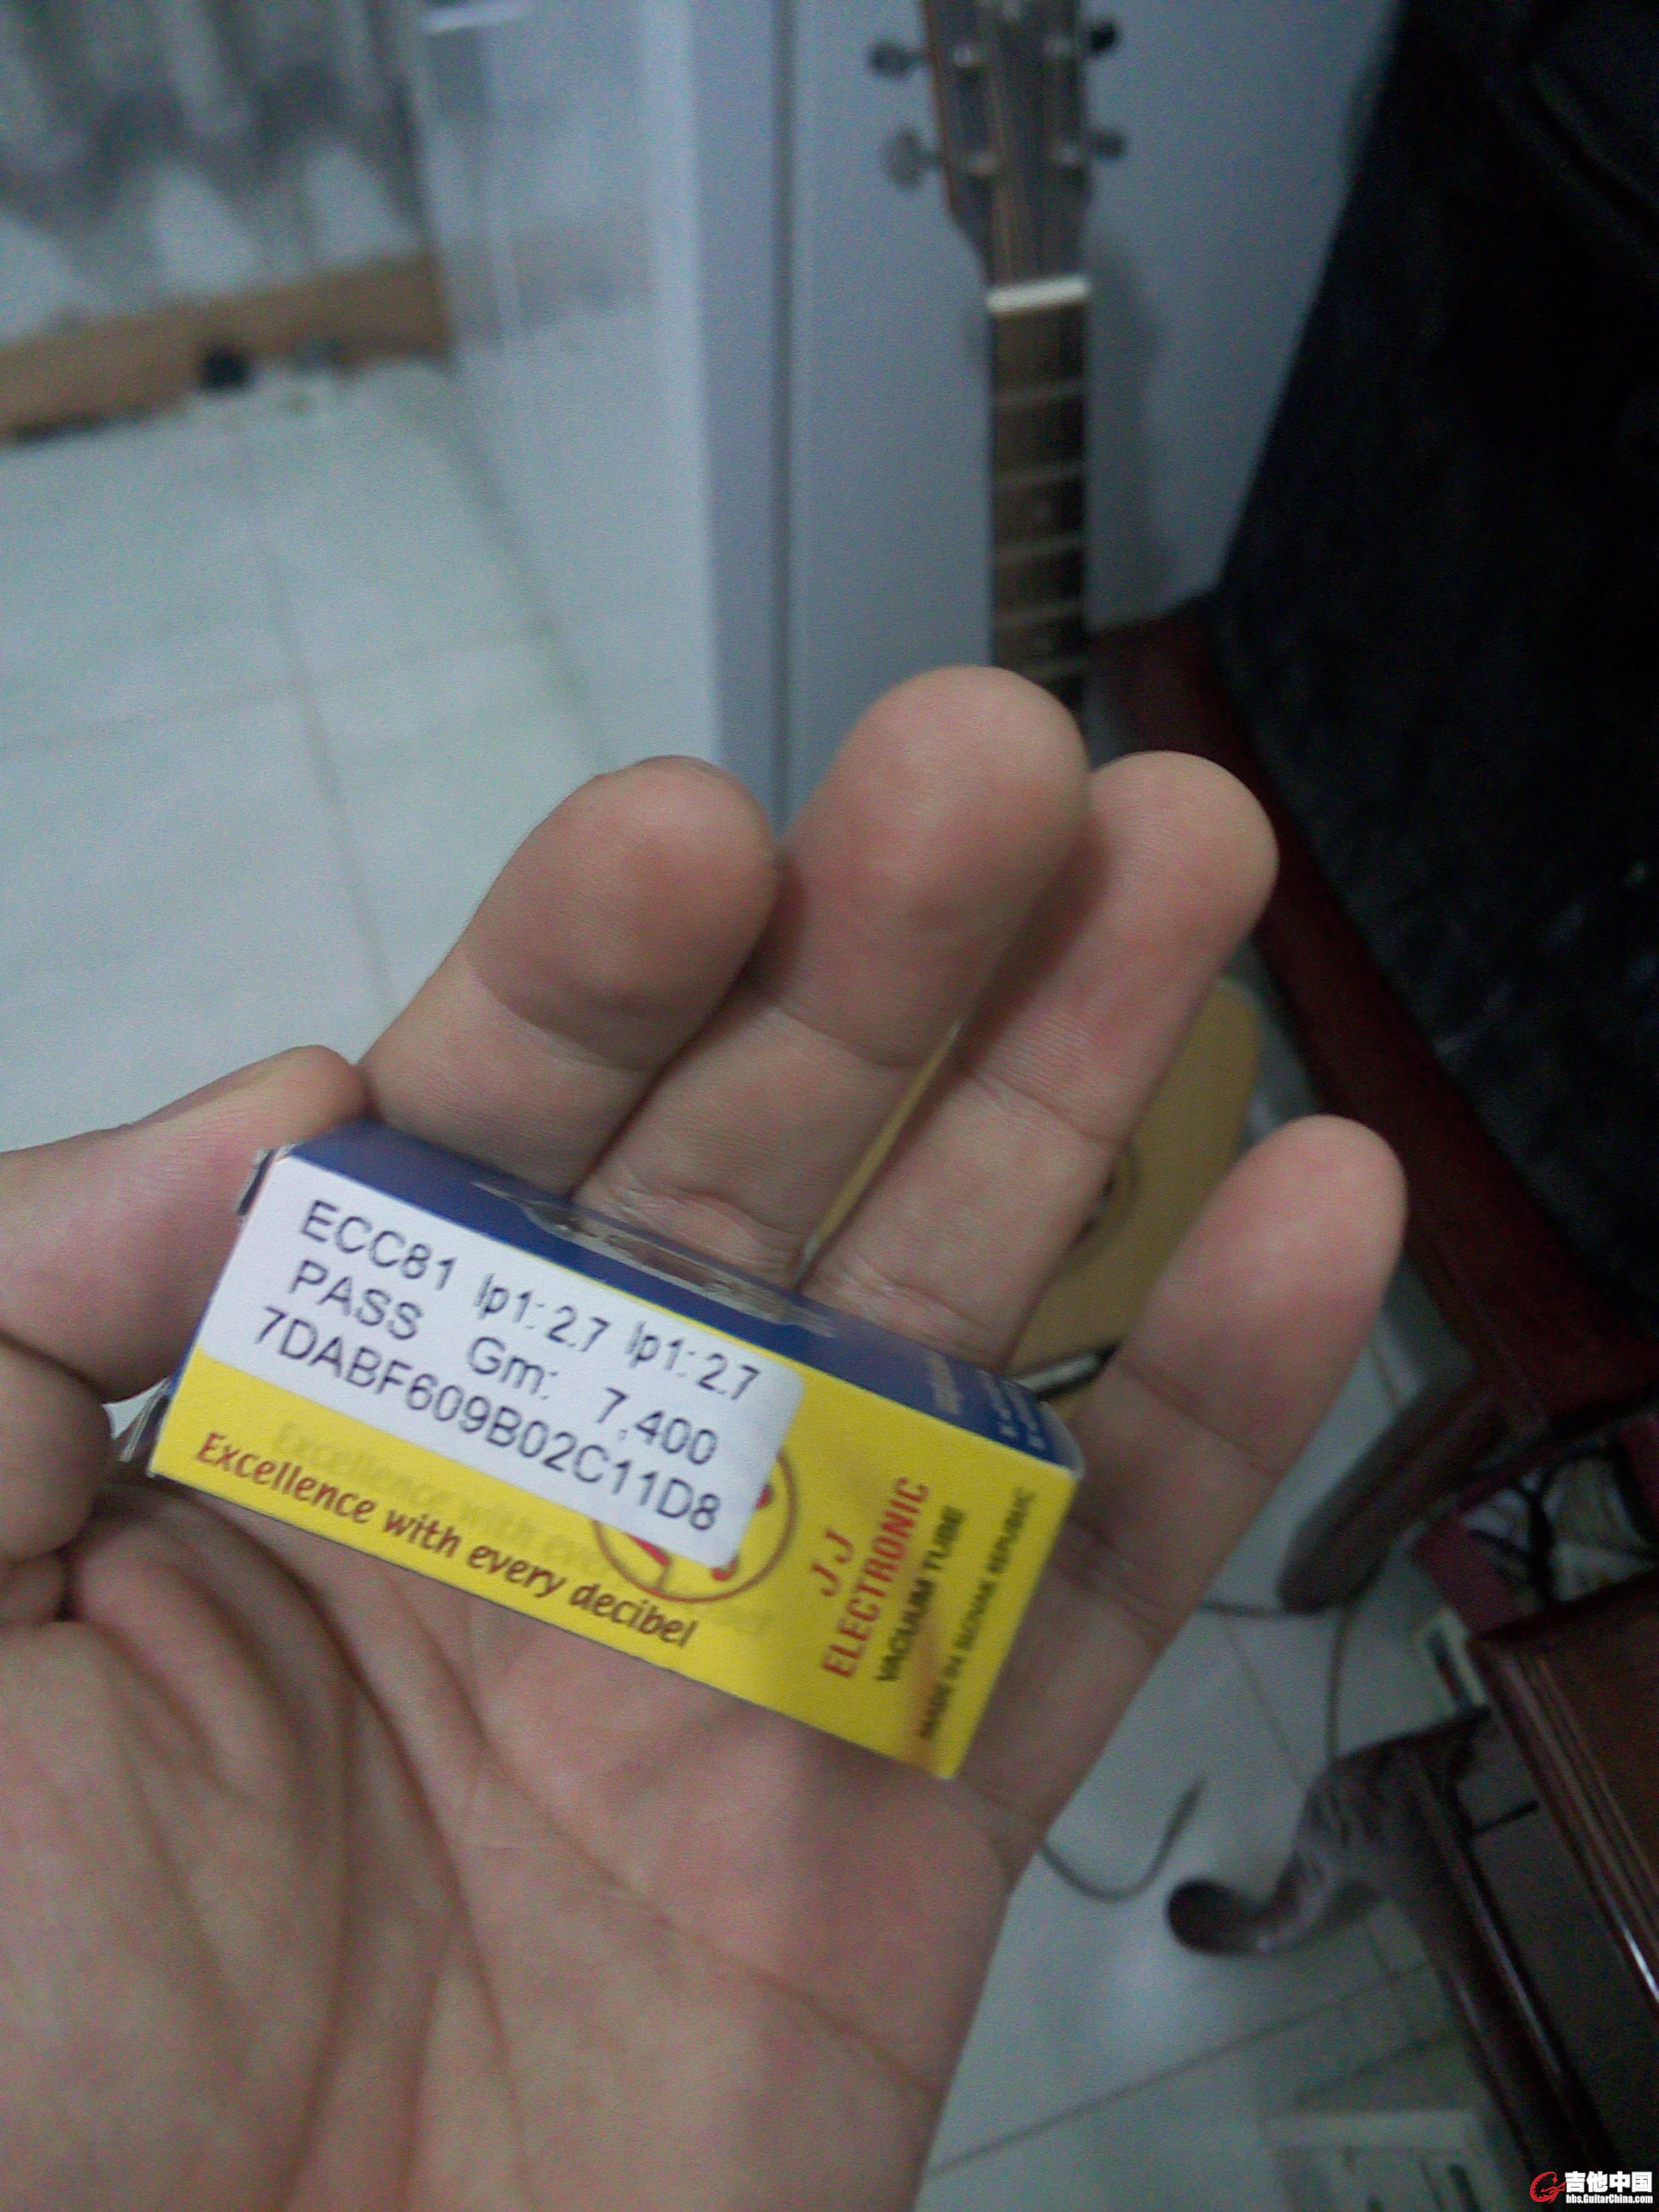 ECC81 Ip1: 2.7 Ip1: 2.7
PASS Gm: 7,400
7DABF609B02C11D8
Excellence with every decibel
JJ
ELECTRONIC
VACUUM TUBE
MADE IN SLOVAK REPUBLIC
吉他中国
bbs.GuitarChina.com